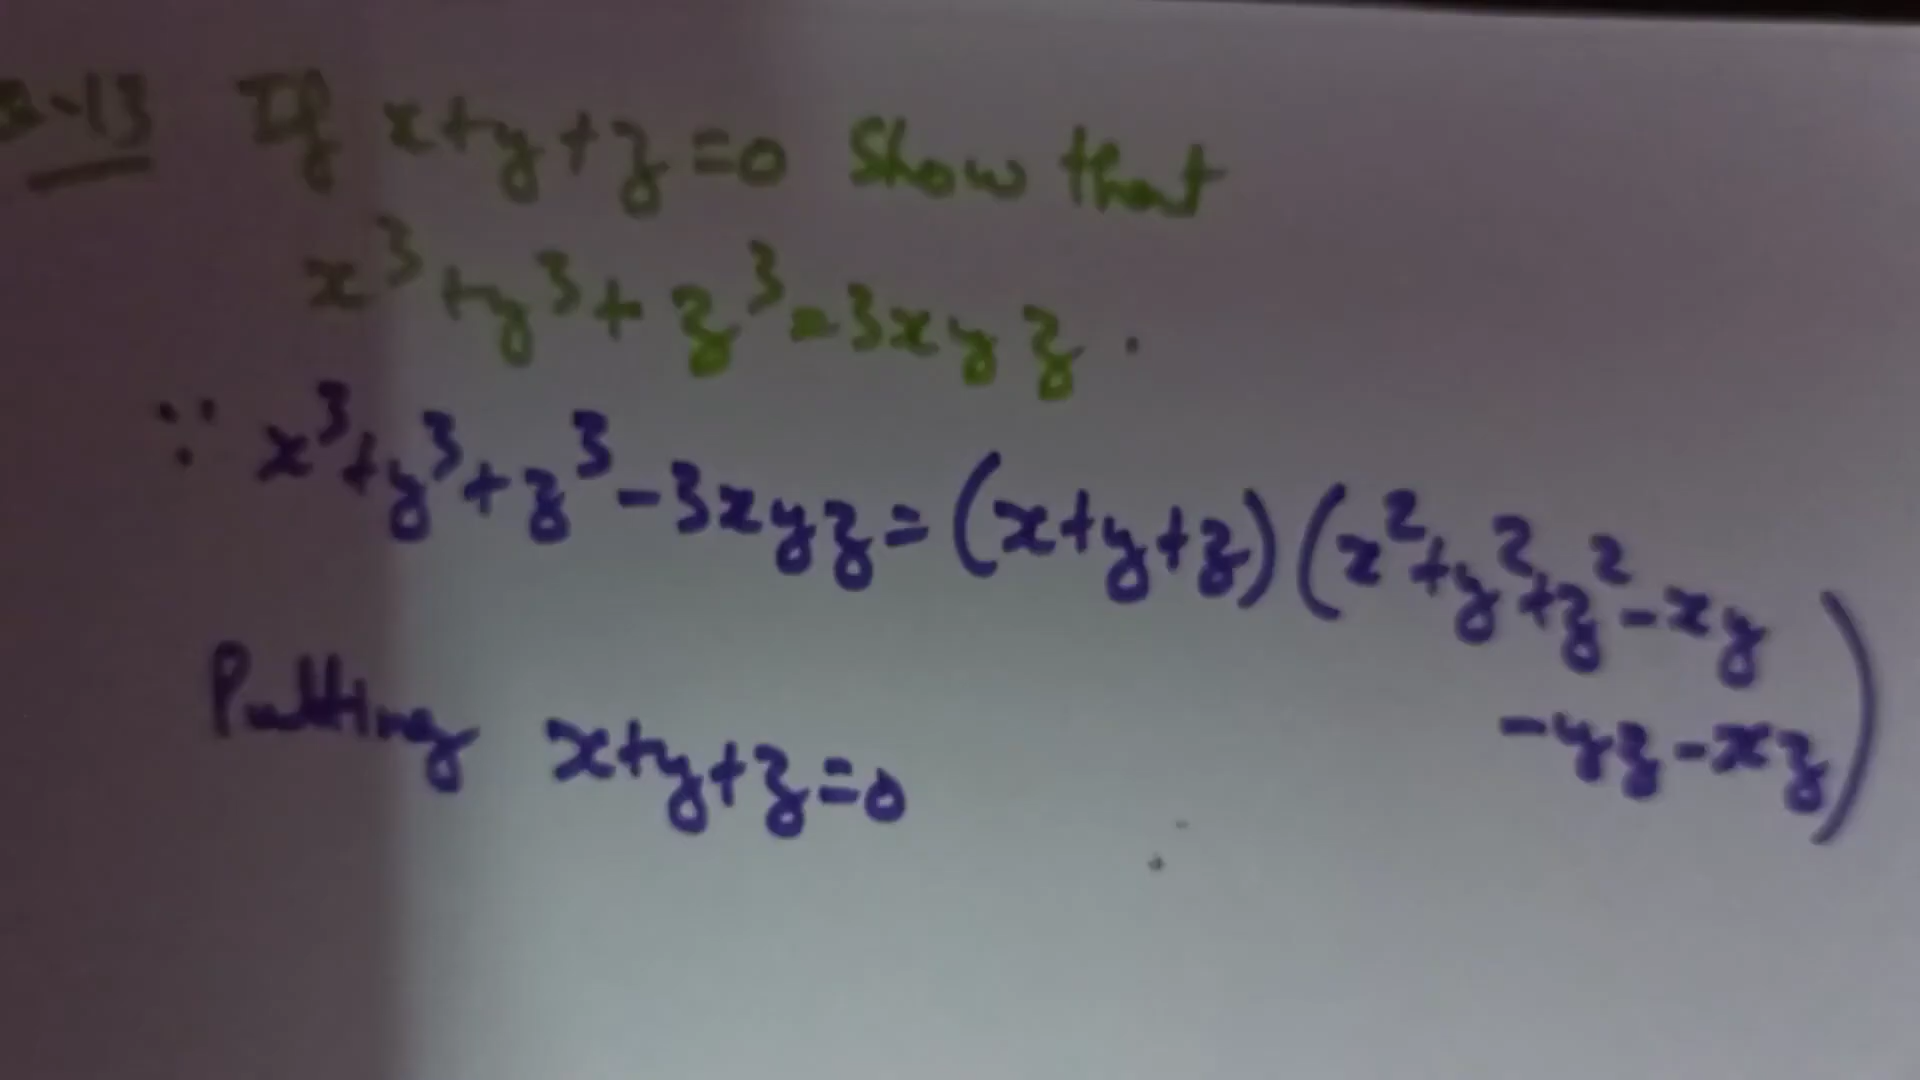 -13 If x+y+z=0 Show that
x³+y³+z³=3xyz.
∵ x³+y³+z³-3xyz=(x+y+z)(x²+y²+z²-xy
-yz-xz)
Putting x+y+z=0